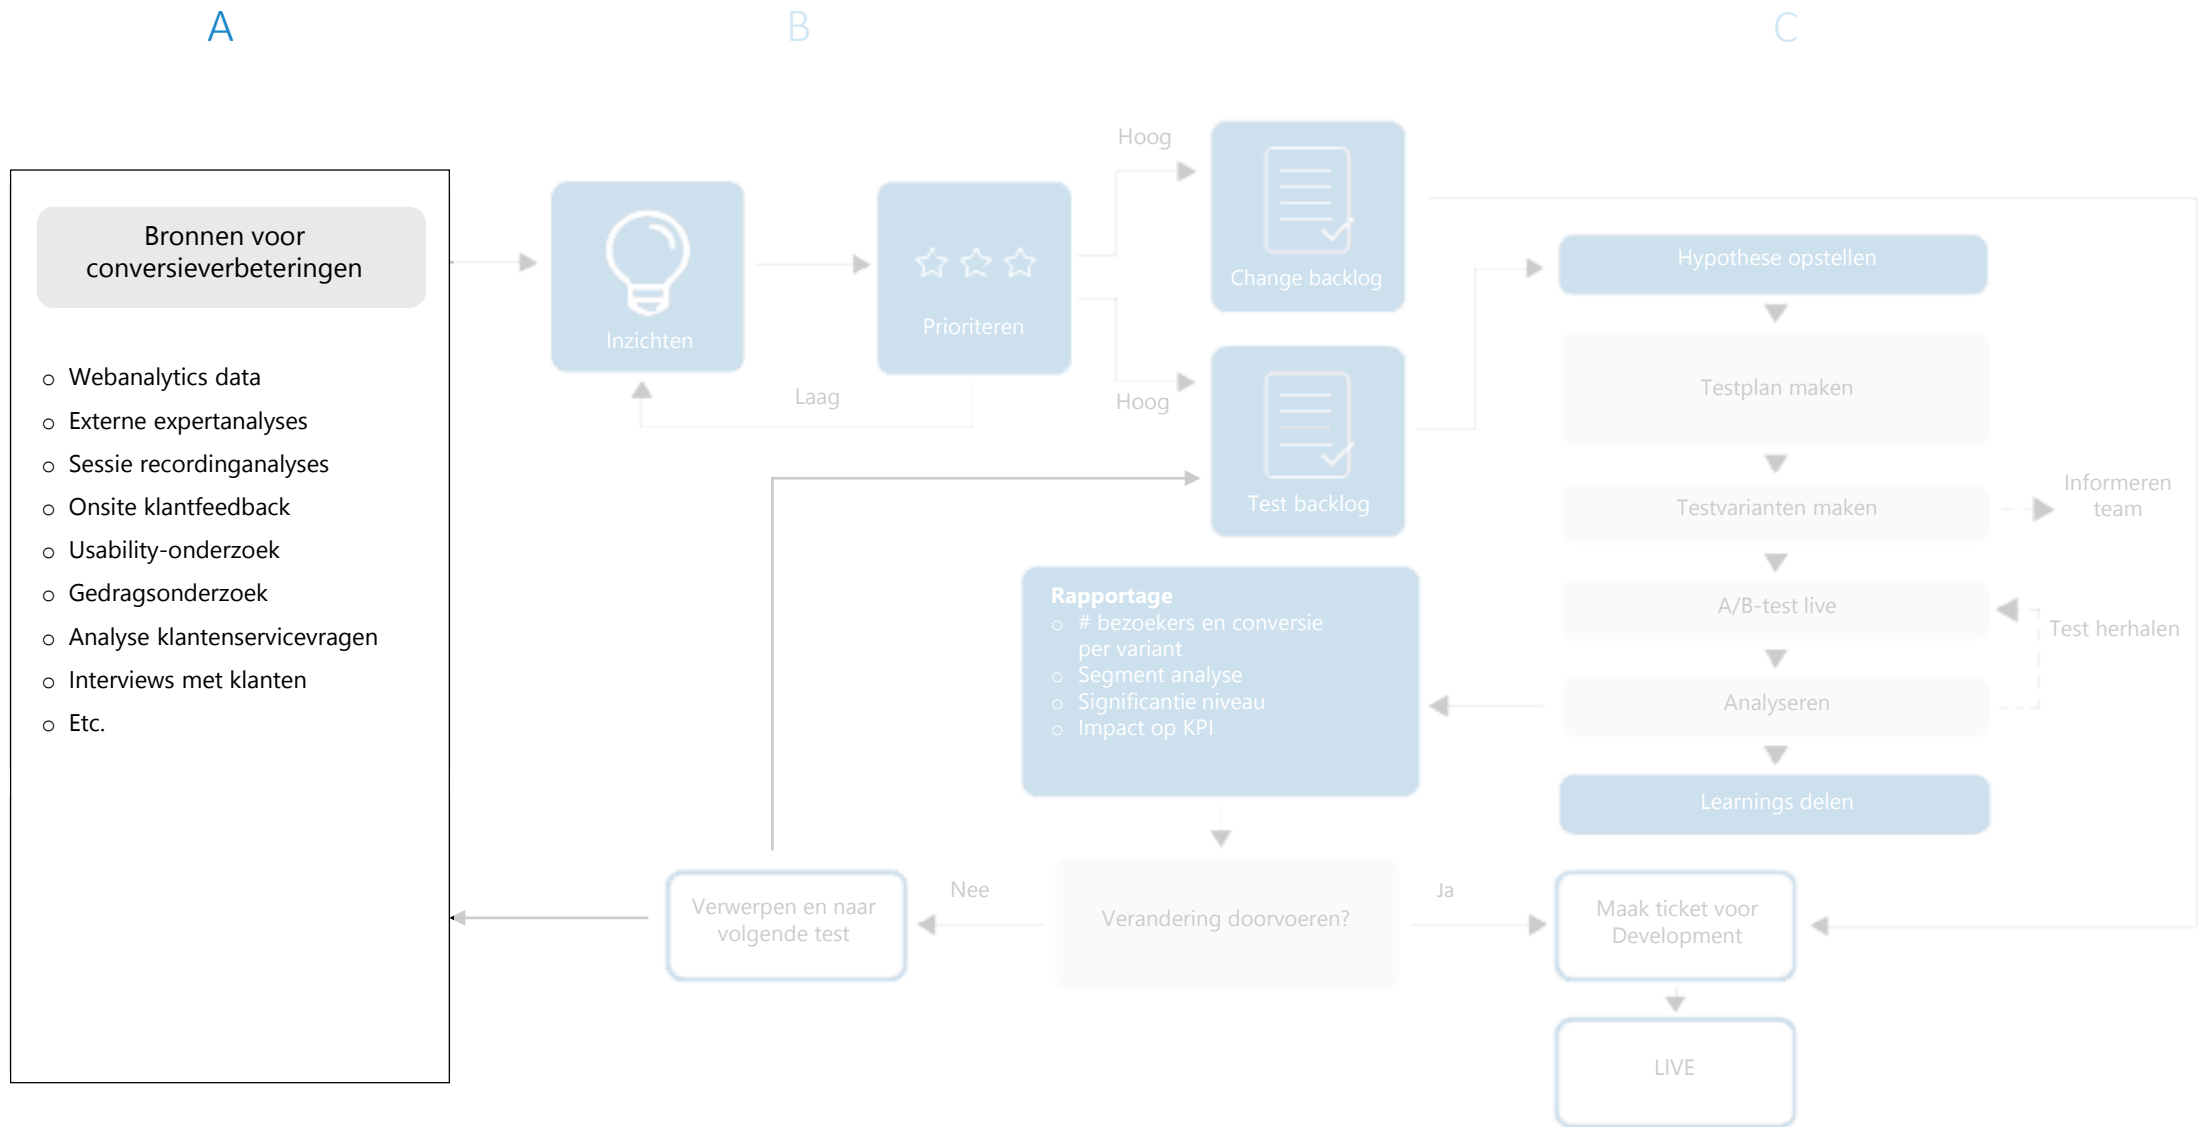 A
B
C
Bronnen voor
conversieverbeteringen
Webanalytics data
Externe expertanalyses
Sessie recordinganalyses
Onsite klantfeedback
Usability-onderzoek
Gedragsonderzoek
Analyse klantenservicevragen
Interviews met klanten
Etc.
Inzichten
Prioriteren
Laag
Hoog
Hoog
Change backlog
Test backlog
Hypothese opstellen
Testplan maken
Testvarianten maken
Informeren
team
A/B-test live
Test herhalen
Analyseren
Learnings delen
Rapportage
# bezoekers en conversie
per variant
Segment analyse
Significantie niveau
Impact op KPI
Verwerpen en naar
volgende test
Nee
Verandering doorvoeren?
Ja
Maak ticket voor
Development
LIVE